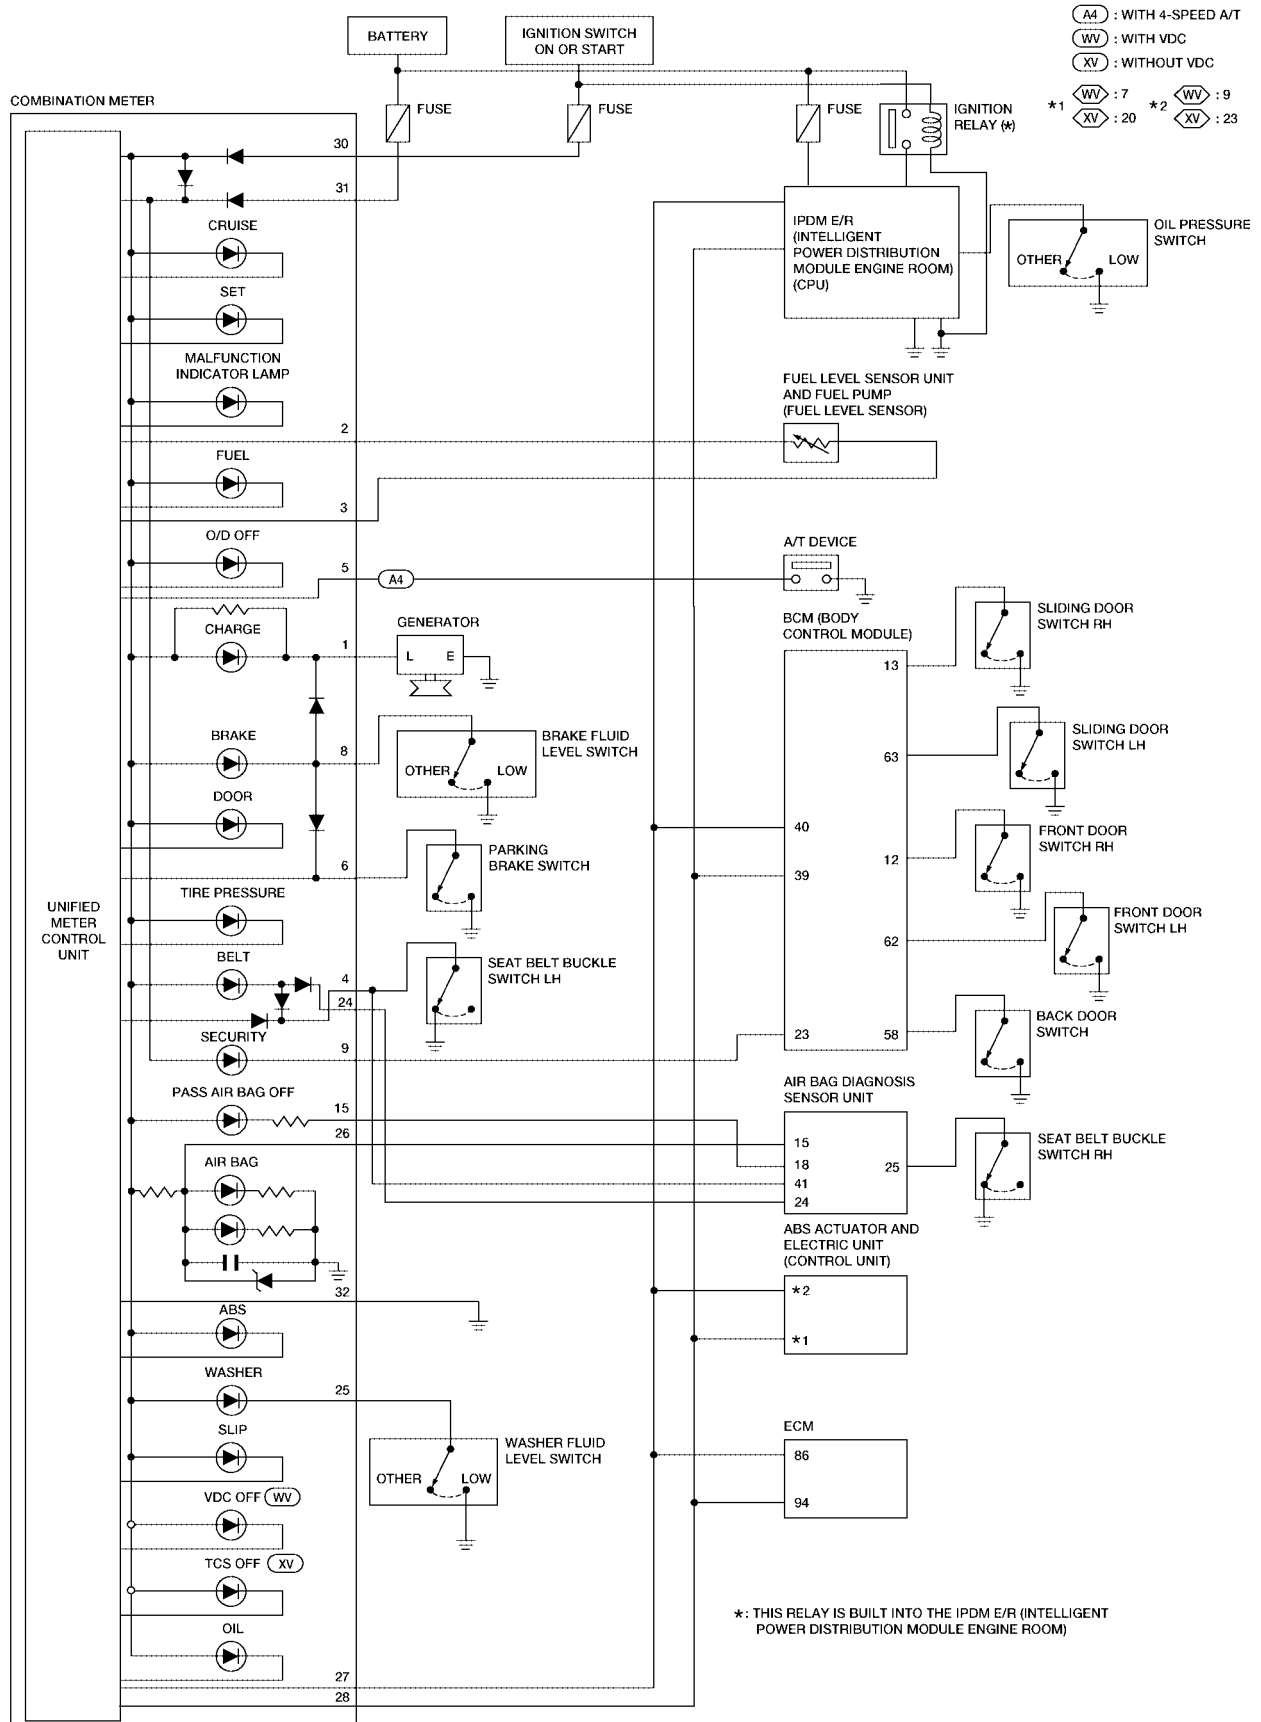 BATTERY
IGNITION SWITCH
ON OR START
A4 : WITH 4-SPEED A/T
WV : WITH VDC
XV : WITHOUT VDC
*1 WV : 7
XV : 20
*2 WV : 9
XV : 23
COMBINATION METER
FUSE
FUSE
FUSE
IGNITION
RELAY (*)
30
31
CRUISE
IPDM E/R
(INTELLIGENT
POWER DISTRIBUTION
MODULE ENGINE ROOM)
(CPU)
OIL PRESSURE
SWITCH
OTHER
LOW
SET
MALFUNCTION
INDICATOR LAMP
FUEL LEVEL SENSOR UNIT
AND FUEL PUMP
(FUEL LEVEL SENSOR)
2
FUEL
3
O/D OFF
5
A4
A/T DEVICE
CHARGE
1
GENERATOR
L E
BCM (BODY
CONTROL MODULE)
SLIDING DOOR
SWITCH RH
13
BRAKE
8
BRAKE FLUID
LEVEL SWITCH
OTHER
LOW
63
SLIDING DOOR
SWITCH LH
DOOR
40
FRONT DOOR
SWITCH RH
12
6
PARKING
BRAKE SWITCH
39
TIRE PRESSURE
UNIFIED
METER
CONTROL
UNIT
62
FRONT DOOR
SWITCH LH
BELT
4
24
SEAT BELT BUCKLE
SWITCH LH
SECURITY
9
23
58
BACK DOOR
SWITCH
PASS AIR BAG OFF
15
26
AIR BAG DIAGNOSIS
SENSOR UNIT
15
18
41
24
25
SEAT BELT BUCKLE
SWITCH RH
AIR BAG
32
ABS ACTUATOR AND
ELECTRIC UNIT
(CONTROL UNIT)
*2
*1
ABS
WASHER
25
SLIP
WASHER FLUID
LEVEL SWITCH
OTHER
LOW
ECM
86
94
VDC OFF WV
TCS OFF XV
OIL
27
28
*: THIS RELAY IS BUILT INTO THE IPDM E/R (INTELLIGENT
POWER DISTRIBUTION MODULE ENGINE ROOM)